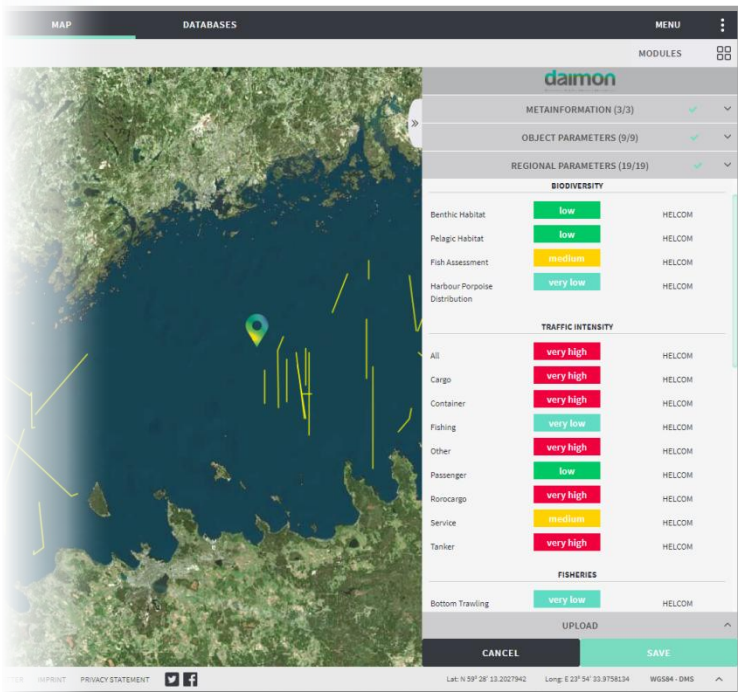 MAP DATABASES MENU
MODULES
daimon
METAINFORMATION (3/3)
OBJECT PARAMETERS (9/9)
REGIONAL PARAMETERS (19/19)
BIODIVERSITY
Benthic Habitat low HELCOM
Pelagic Habitat low HELCOM
Fish Assessment medium HELCOM
Harbour Porpoise very low HELCOM
Distribution
TRAFFIC INTENSITY
All very high HELCOM
Cargo very high HELCOM
Container very high HELCOM
Fishing very low HELCOM
Other very high HELCOM
Passenger low HELCOM
Rorocargo very high HELCOM
Service medium HELCOM
Tanker very high HELCOM
FISHERIES
Bottom Trawling very low HELCOM
UPLOAD
CANCEL SAVE
IMPRINT PRIVACY STATEMENT Lat: N 59° 28' 13.2027942 Long: E 23° 54' 33.9758134 WGS84 - DMS